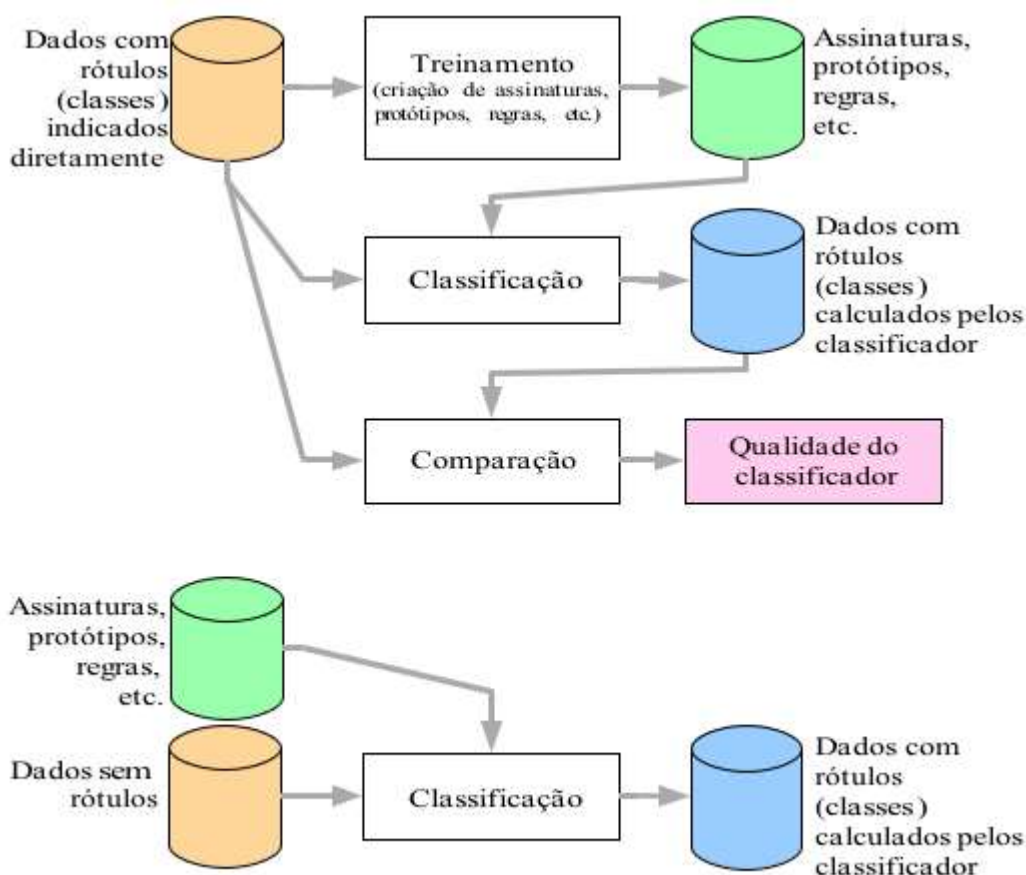 Dados com
rótulos
(classes)
indicados
diretamente
Treinamento
(criação de assinaturas,
protótipos, regras, etc.)
Assinaturas,
protótipos,
regras,
etc.
Classificação
Dados com
rótulos
(classes)
calculados pelos
classificador
Comparação
Qualidade do
classificador
Assinaturas,
protótipos,
regras,
etc.
Dados sem
rótulos
Classificação
Dados com
rótulos
(classes)
calculados pelos
classificador